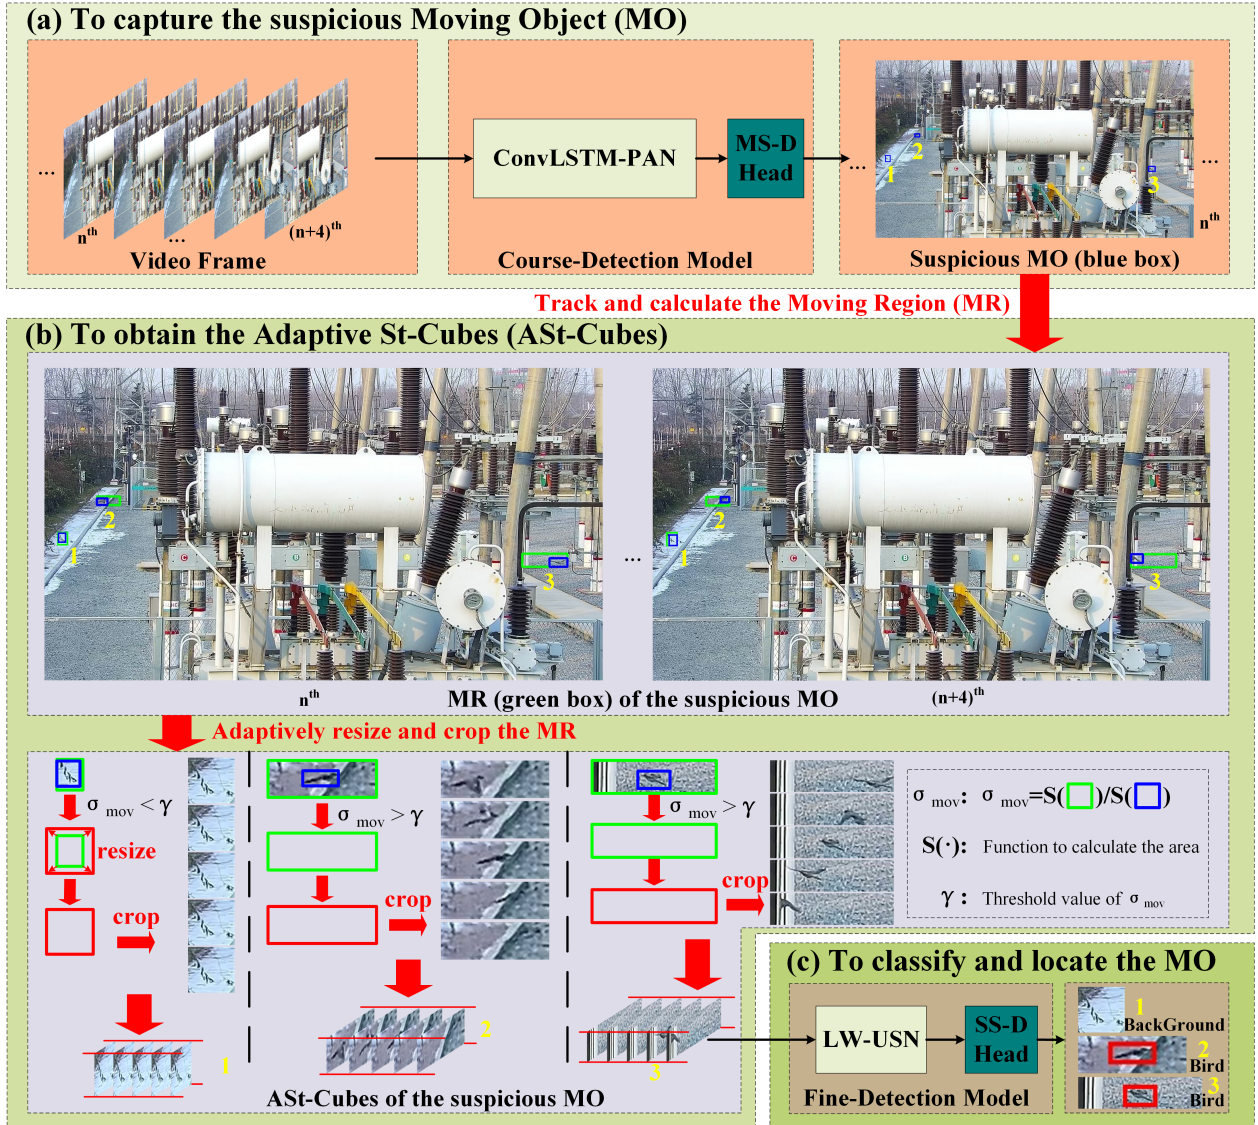 (a) To capture the suspicious Moving Object (MO)
...
n^th
...
(n+4)^th
Video Frame
ConvLSTM-PAN
MS-D
Head
Course-Detection Model
...
1
2
3
...
n^th
Suspicious MO (blue box)
Track and calculate the Moving Region (MR)
(b) To obtain the Adaptive St-Cubes (ASt-Cubes)
1
2
3
...
1
2
3
n^th
MR (green box) of the suspicious MO
(n+4)^th
Adaptively resize and crop the MR
σ mov < γ
resize
crop
1
σ mov > γ
crop
2
σ mov > γ
crop
3
σ mov: σ mov=S( )/S( )
S(·): Function to calculate the area
γ : Threshold value of σ mov
ASt-Cubes of the suspicious MO
(c) To classify and locate the MO
LW-USN
SS-D
Head
Fine-Detection Model
1
BackGround
2
Bird
3
Bird